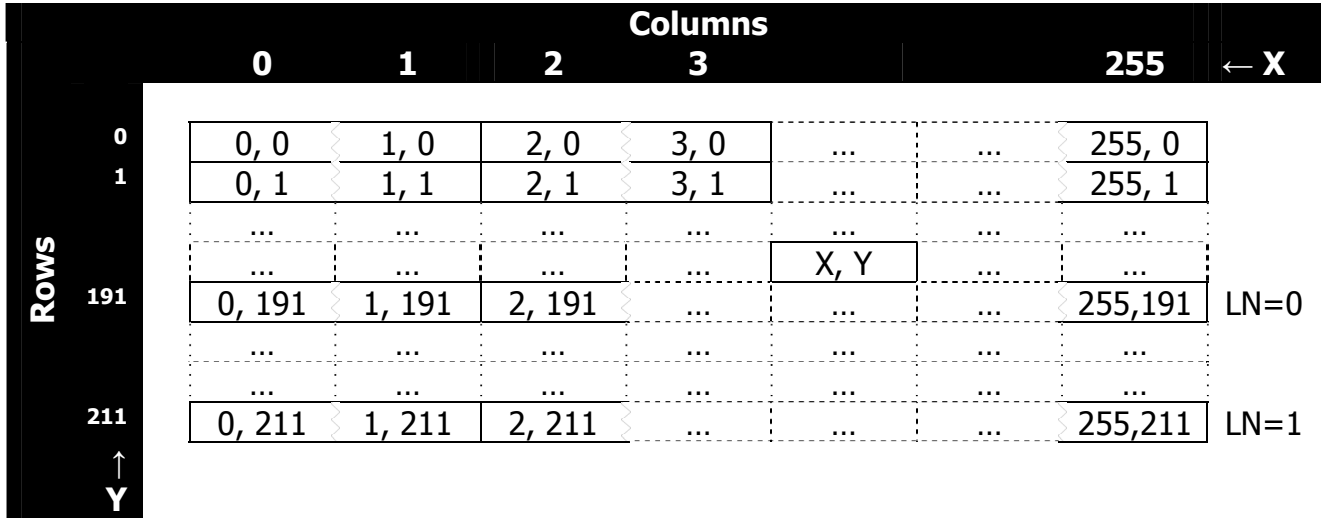 Columns
0 1 2 3 255 ← X
0 0, 0 1, 0 2, 0 3, 0 ... ... 255, 0
1 0, 1 1, 1 2, 1 3, 1 ... ... 255, 1
... ... ... ... ... ... ...
... ... ... ... X, Y ... ...
Rows
191 0, 191 1, 191 2, 191 ... ... ... 255,191 LN=0
... ... ... ... ... ... ...
... ... ... ... ... ... ...
211 0, 211 1, 211 2, 211 ... ... ... 255,211 LN=1
↑
Y